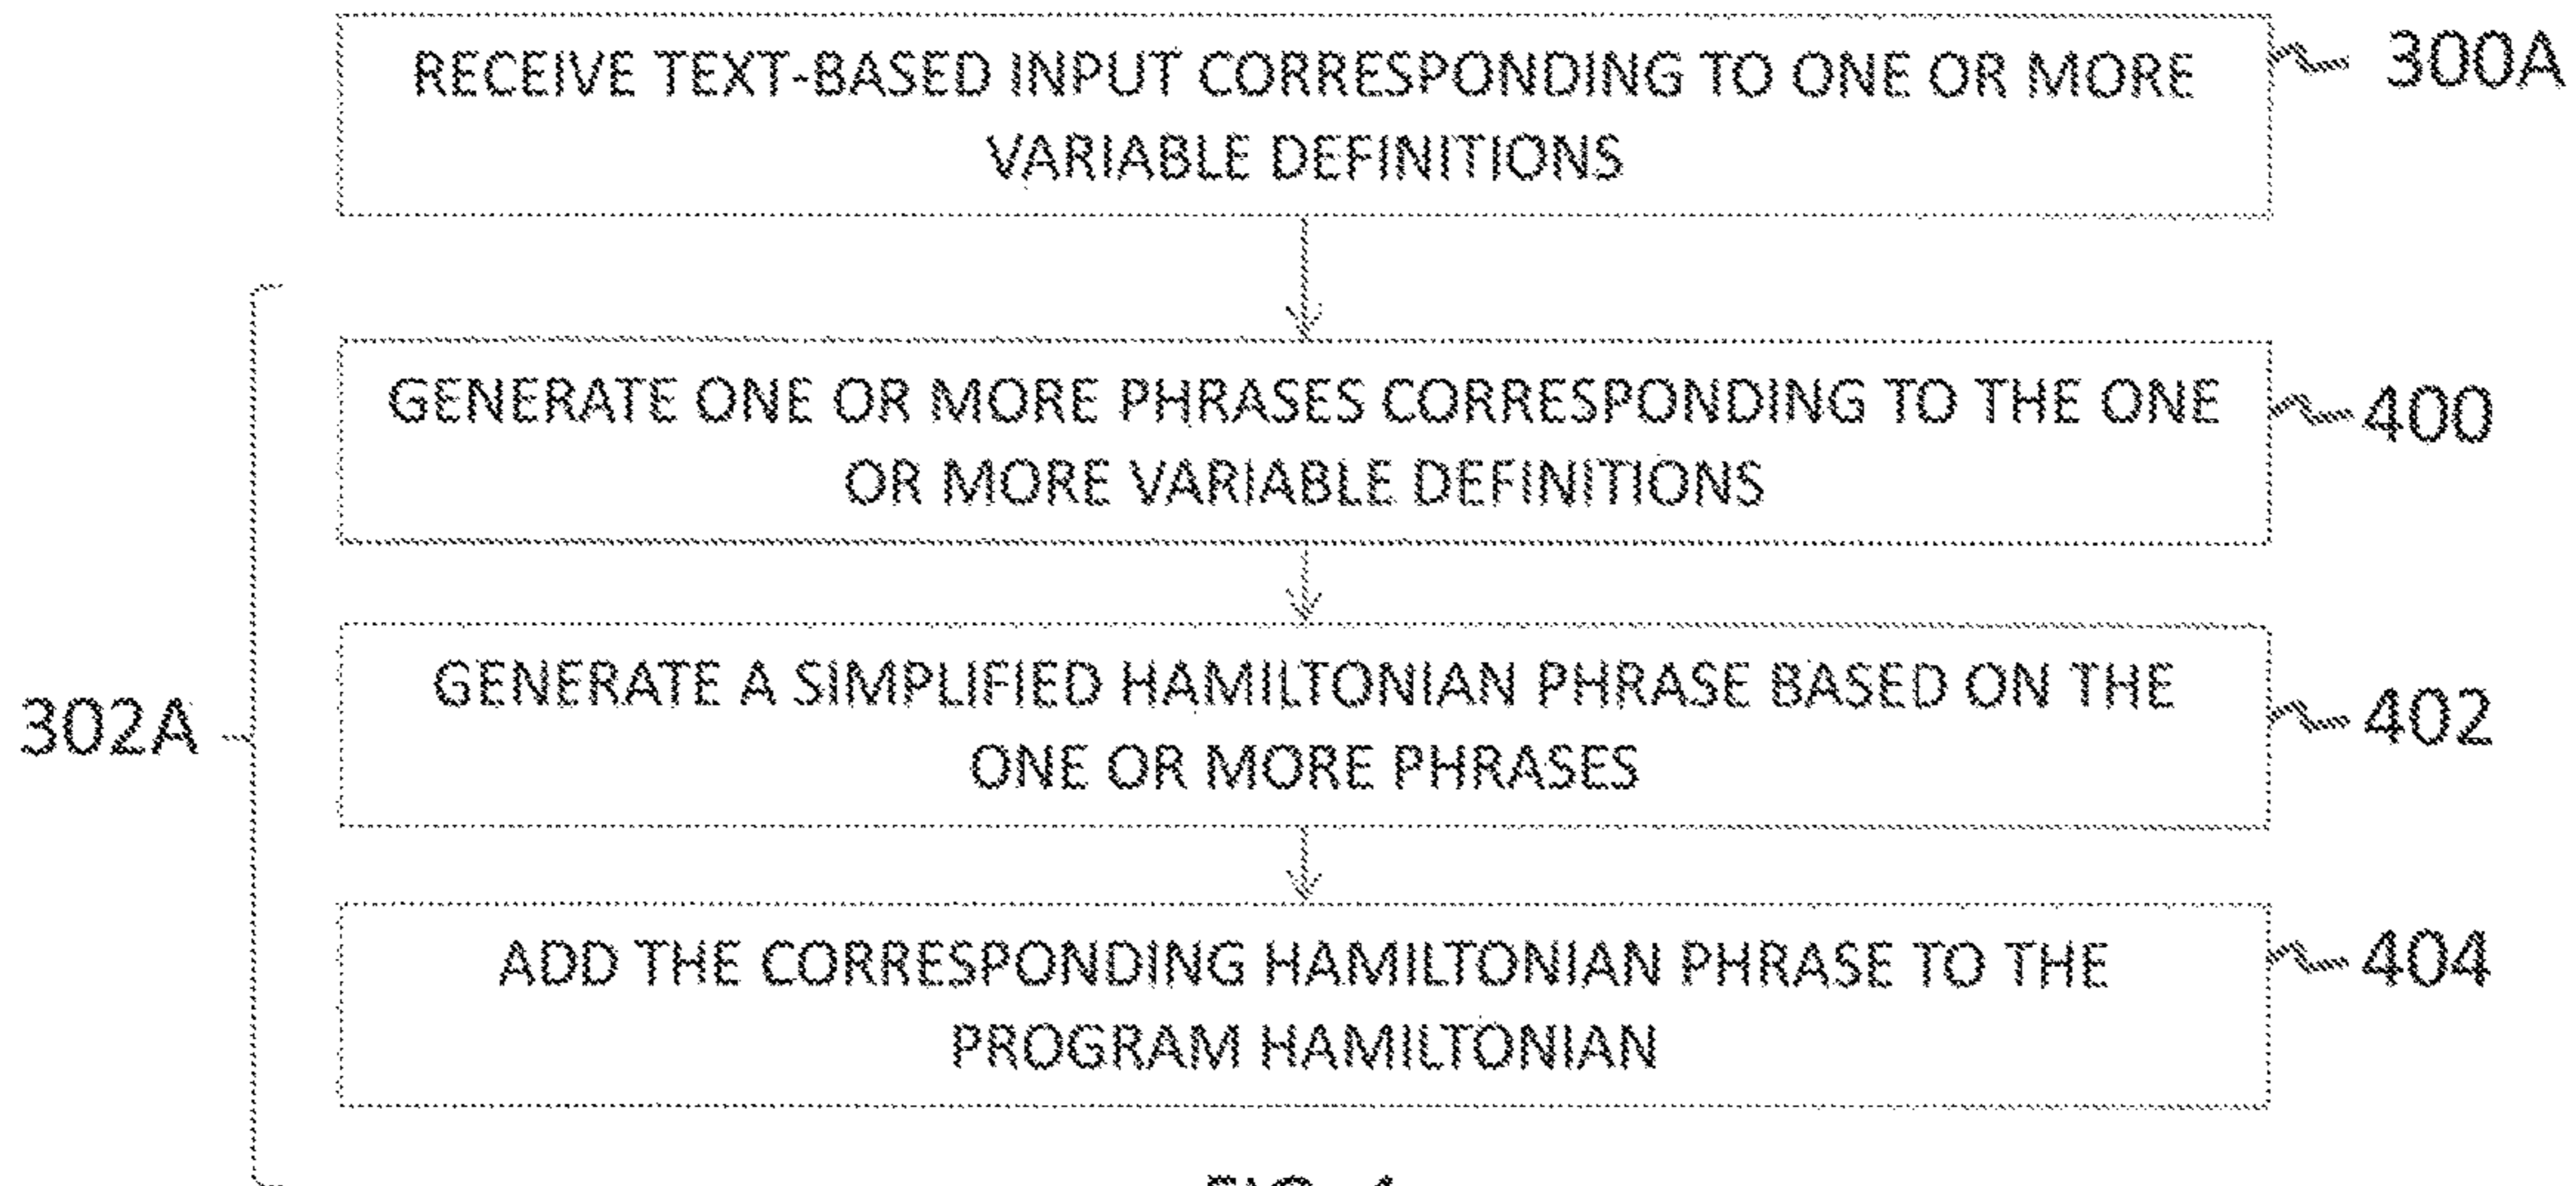 RECEIVE TEXT-BASED INPUT CORRESPONDING TO ONE OR MORE
VARIABLE DEFINITIONS
300A
GENERATE ONE OR MORE PHRASES CORRESPONDING TO THE ONE
OR MORE VARIABLE DEFINITIONS
400
302A
GENERATE A SIMPLIFIED HAMILTONIAN PHRASE BASED ON THE
ONE OR MORE PHRASES
402
ADD THE CORRESPONDING HAMILTONIAN PHRASE TO THE
PROGRAM HAMILTONIAN
404